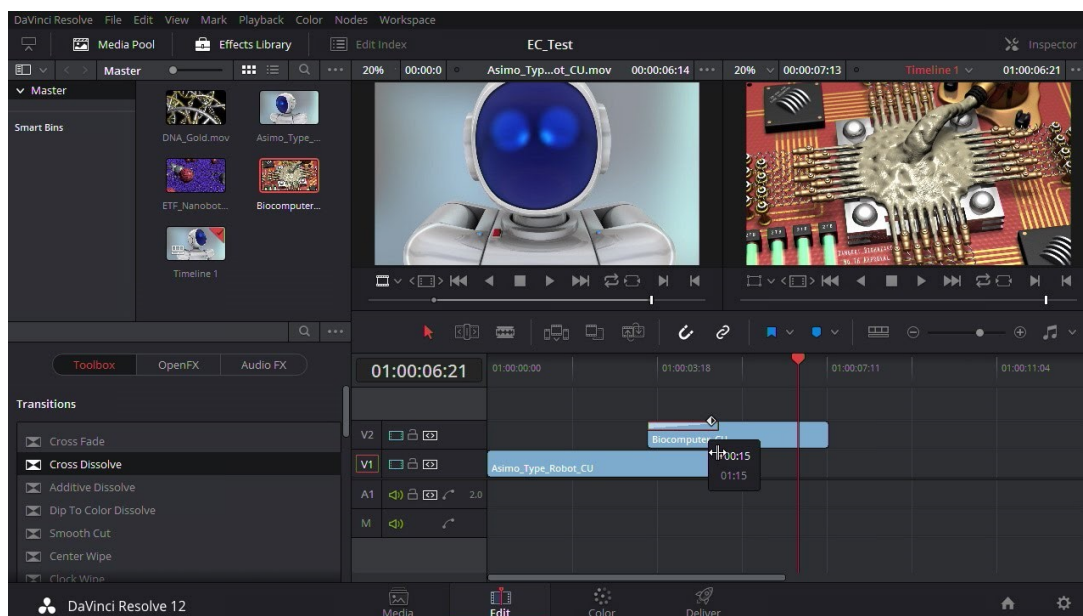 DaVinci Resolve File Edit View Mark Playback Color Nodes Workspace
Media Pool Effects Library Edit Index EC_Test Inspector
Master 20% 00:00:0 Asimo_Typ...ot_CU.mov 00:00:06:14 20% 00:00:07:13 Timeline 1 01:00:06:21
Master
Smart Bins
DNA_Gold.mov Asimo_Type_...
ETF_Nanobot... Biocomputer...
Timeline 1
Toolbox OpenFX Audio FX
Transitions
Cross Fade
Cross Dissolve
Additive Dissolve
Dip To Color Dissolve
Smooth Cut
Center Wipe
Clock Wipe
01:00:06:21 01:00:00:00 01:00:03:18 01:00:07:11 01:00:11:04
V2 Biocomputer_CU
V1 Asimo_Type_Robot_CU
+00:15
01:15
A1 2.0
M
DaVinci Resolve 12 Media Edit Color Deliver